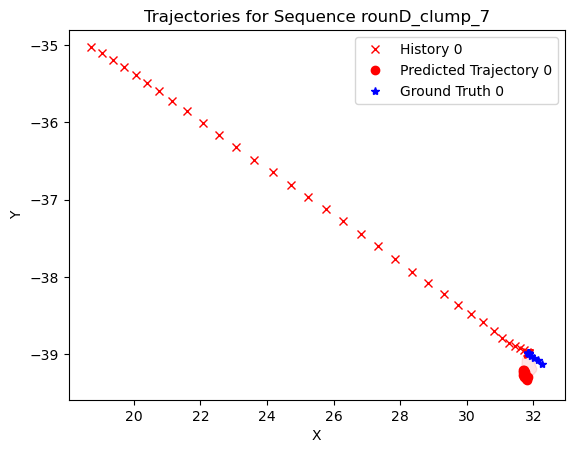 Trajectories for Sequence rounD_clump_7
History 0
Predicted Trajectory 0
Ground Truth 0
−35
−36
−37
−38
−39
Y
20 22 24 26 28 30 32
X